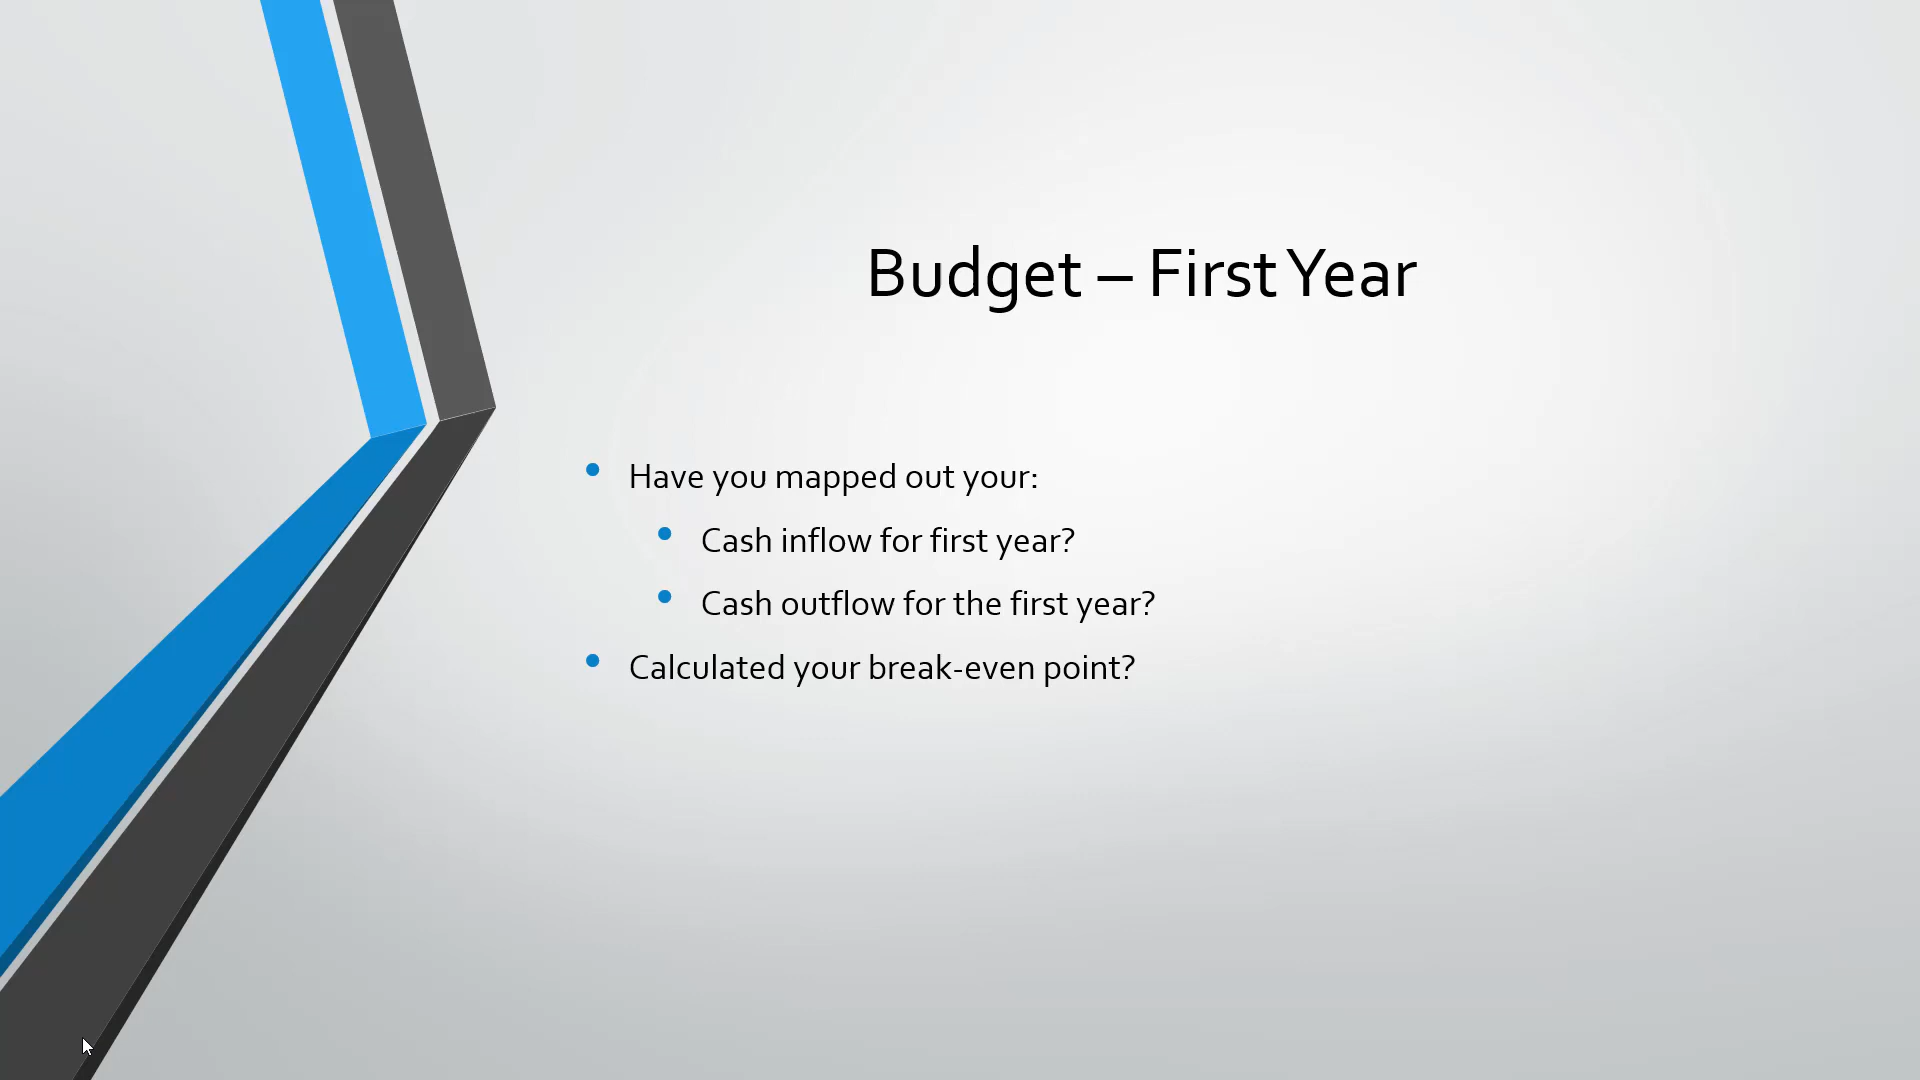 Budget – First Year
• Have you mapped out your:
• Cash inflow for first year?
• Cash outflow for the first year?
• Calculated your break-even point?